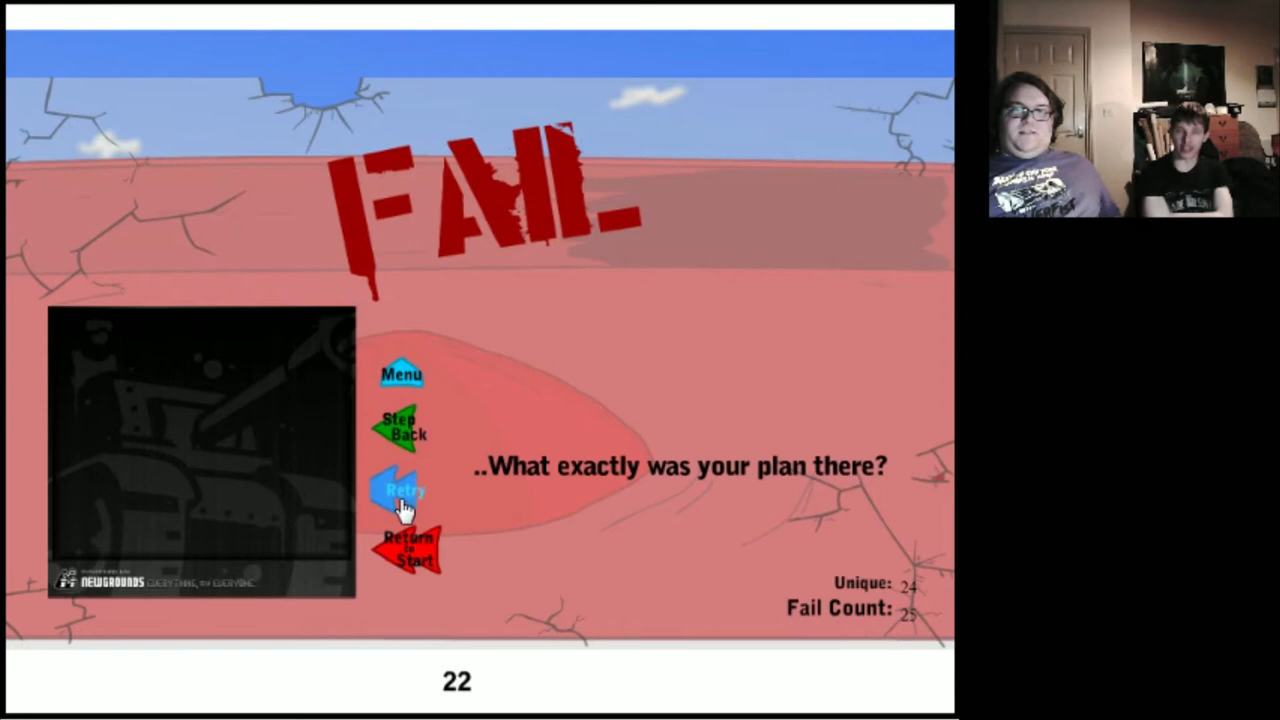 FAIL
Menu
Step
Back
..What exactly was your plan there?
Retry
Return
to
Start
NEWGROUNDS
Unique: 24
Fail Count: 25
22